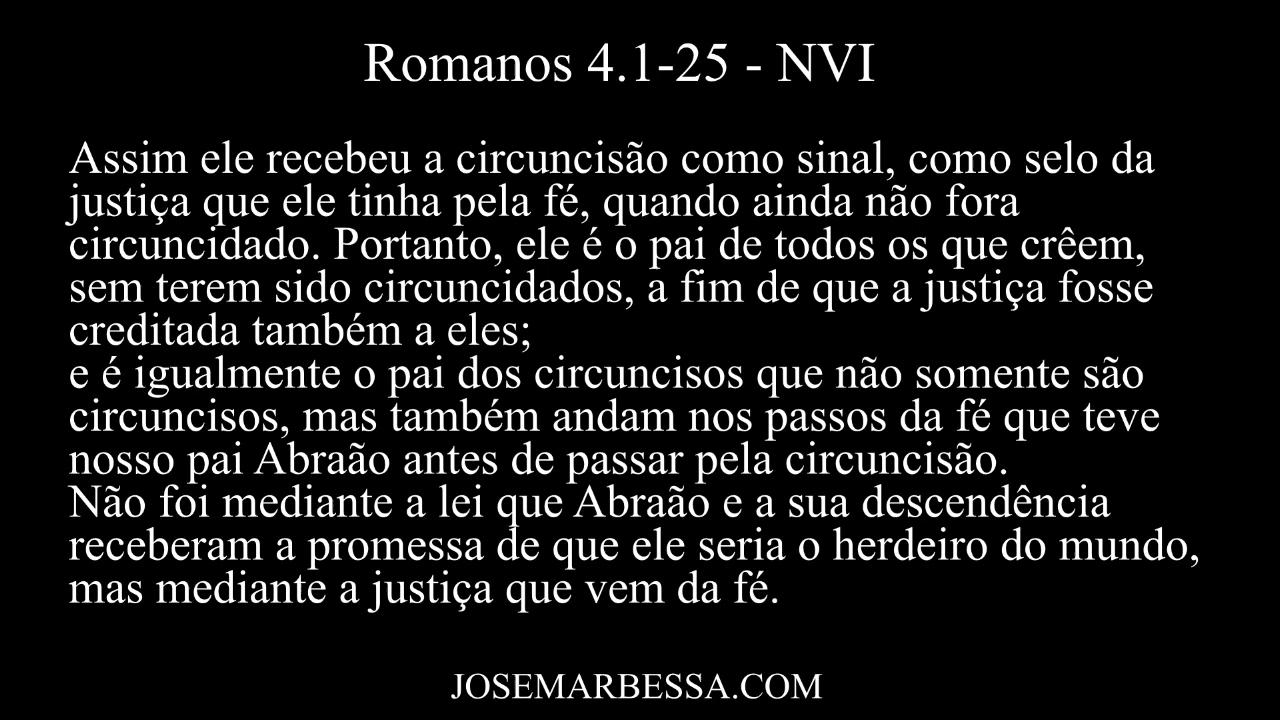 Romanos 4.1-25 - NVI
Assim ele recebeu a circuncisão como sinal, como selo da
justiça que ele tinha pela fé, quando ainda não fora
circuncidado. Portanto, ele é o pai de todos os que crêem,
sem terem sido circuncidados, a fim de que a justiça fosse
creditada também a eles;
e é igualmente o pai dos circuncisos que não somente são
circuncisos, mas também andam nos passos da fé que teve
nosso pai Abraão antes de passar pela circuncisão.
Não foi mediante a lei que Abraão e a sua descendência
receberam a promessa de que ele seria o herdeiro do mundo,
mas mediante a justiça que vem da fé.
JOSEMARBESSA.COM